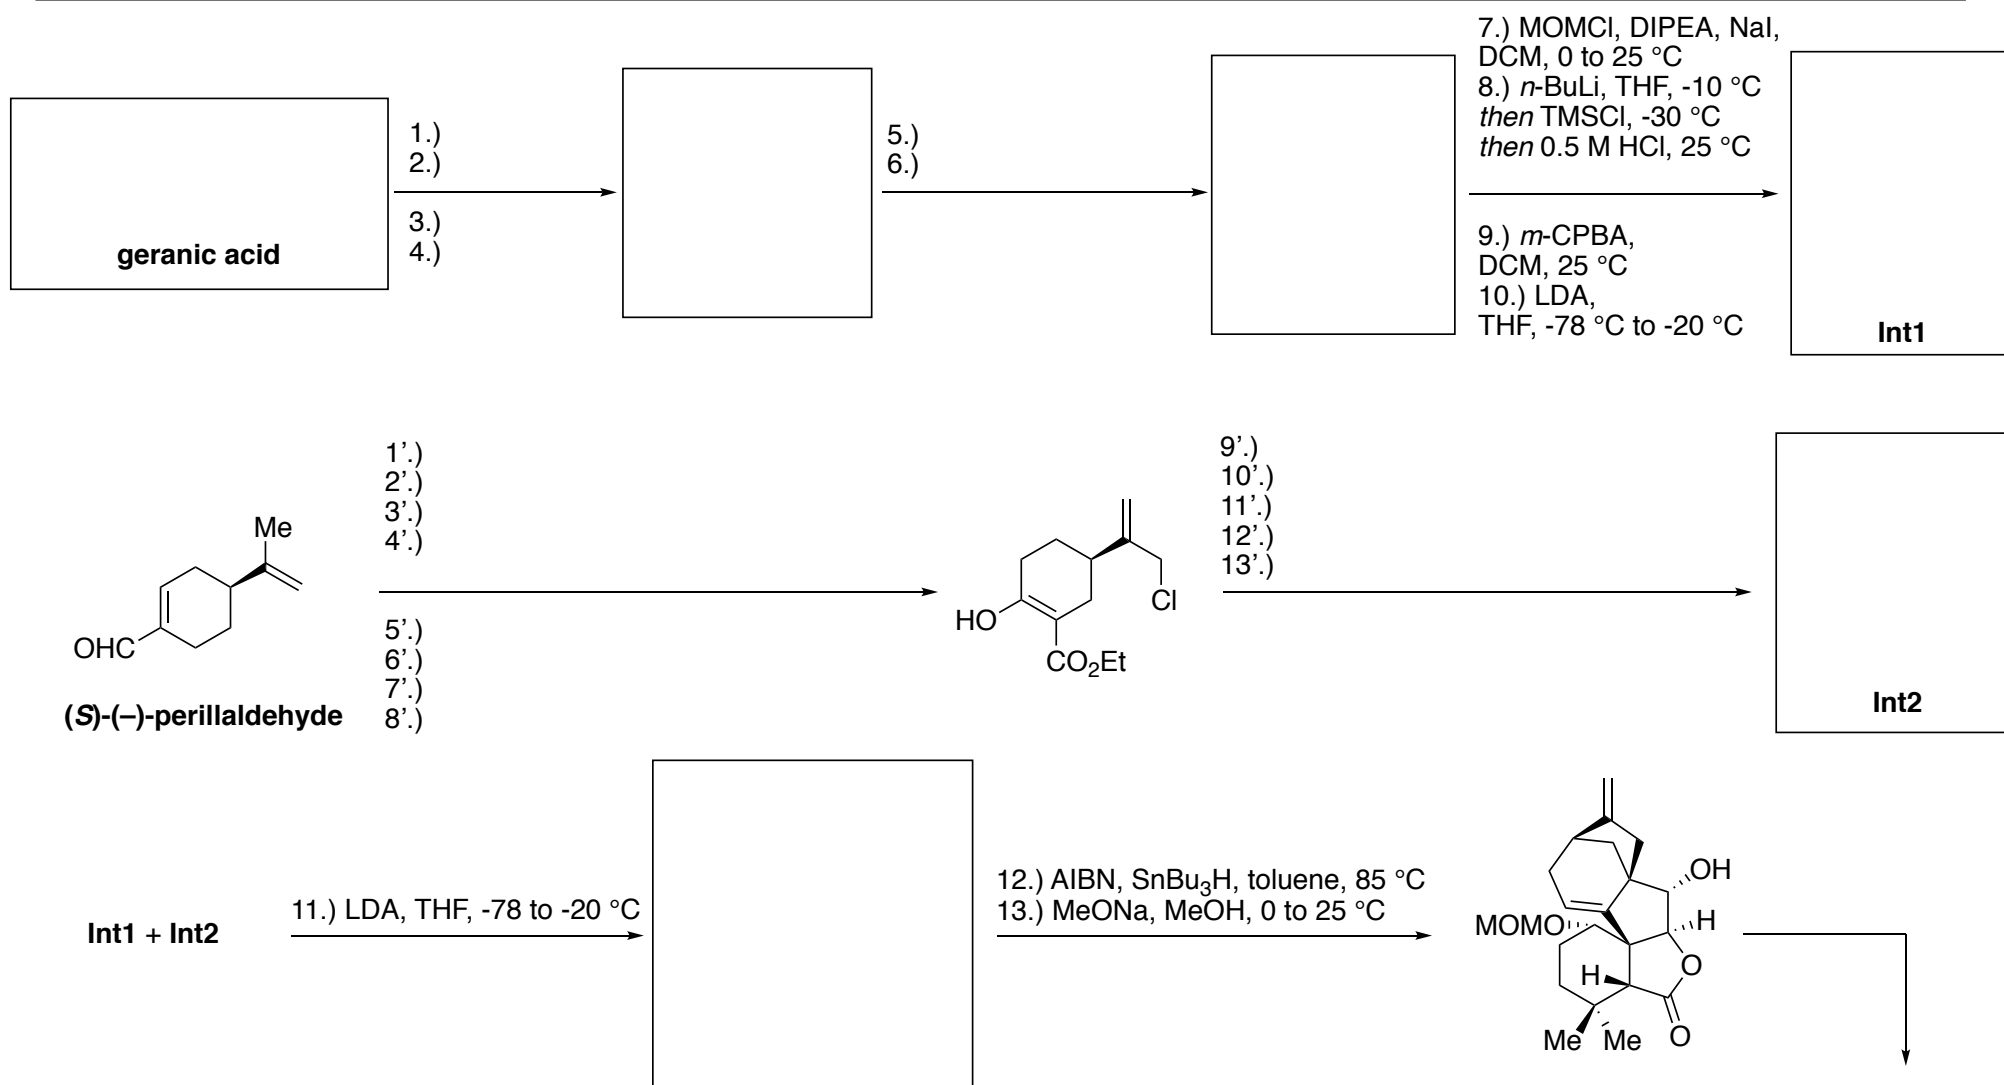 geranic acid
1.)
2.)
3.)
4.)
5.)
6.)
7.) MOMCl, DIPEA, NaI,
DCM, 0 to 25 °C
8.) n-BuLi, THF, -10 °C
then TMSCl, -30 °C
then 0.5 M HCl, 25 °C
9.) m-CPBA,
DCM, 25 °C
10.) LDA,
THF, -78 °C to -20 °C
Int1
Me
OHC
(S)-(–)-perillaldehyde
1’.)
2’.)
3’.)
4’.)
5’.)
6’.)
7’.)
8’.)
Cl
HO
CO2Et
9’.)
10’.)
11’.)
12’.)
13’.)
Int2
Int1 + Int2
11.) LDA, THF, -78 to -20 °C
12.) AIBN, SnBu3H, toluene, 85 °C
13.) MeONa, MeOH, 0 to 25 °C
OH
MOMO
H
O
H
Me
Me
O